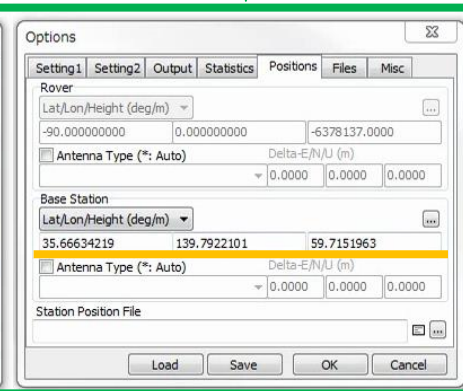 Options
Setting1 Setting2 Output Statistics Positions Files Misc
Rover
Lat/Lon/Height (deg/m) ...
-90.000000000 0.000000000 -6378137.0000
Antenna Type (*: Auto) Delta-E/N/U (m)
0.0000 0.0000 0.0000
Base Station
Lat/Lon/Height (deg/m) ...
35.66634219 139.7922101 59.7151963
Antenna Type (*: Auto) Delta-E/N/U (m)
0.0000 0.0000 0.0000
Station Position File
...
Load Save OK Cancel